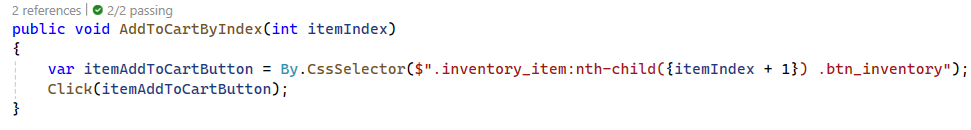 2 references | 2/2 passing
public void AddToCartByIndex(int itemIndex)
{
    var itemAddToCartButton = By.CssSelector($".inventory_item:nth-child({itemIndex + 1}) .btn_inventory");
    Click(itemAddToCartButton);
}